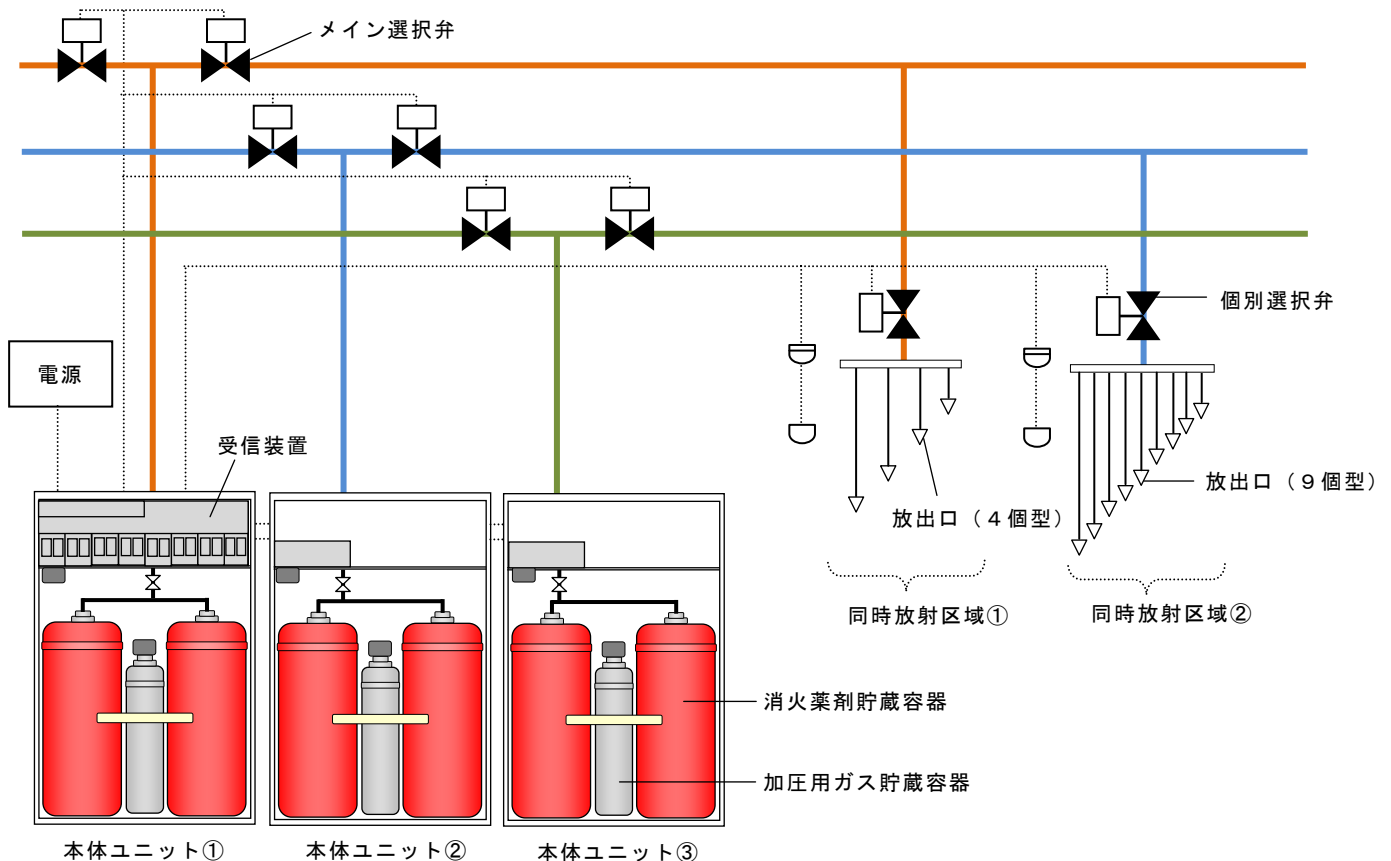 メイン選択弁
個別選択弁
電源
受信装置
放出口（９個型）
放出口（４個型）
同時放射区域①
同時放射区域②
消火薬剤貯蔵容器
加圧用ガス貯蔵容器
本体ユニット①
本体ユニット②
本体ユニット③